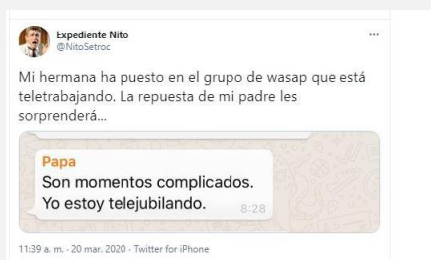 Expediente Nito
@NitoSetroc
Mi hermana ha puesto en el grupo de wasap que está
teletrabajando. La repuesta de mi padre les
sorprenderá...
Papa
Son momentos complicados.
Yo estoy telejubilando.
8:28
11:39 a. m. · 20 mar. 2020 · Twitter for iPhone